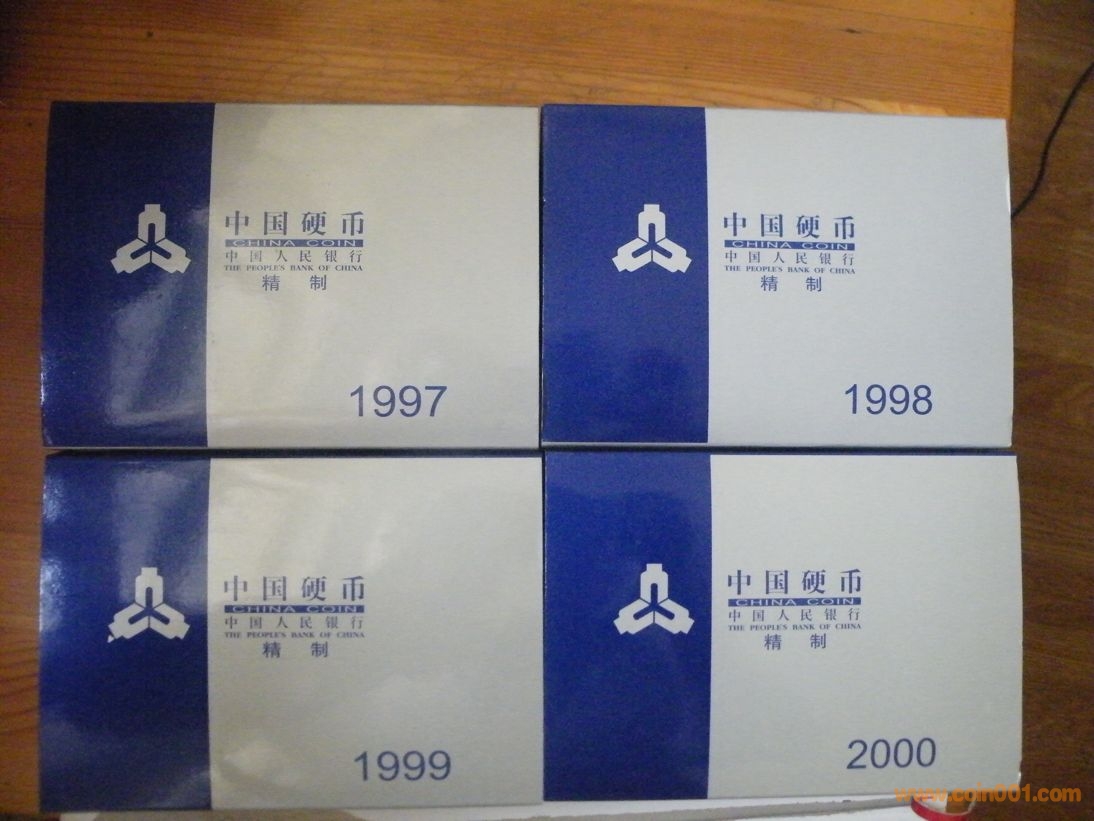 中国硬币
CHINA COIN
中国人民银行
THE PEOPLE'S BANK OF CHINA
精制
1997
中国硬币
CHINA COIN
中国人民银行
THE PEOPLE'S BANK OF CHINA
精制
1998
中国硬币
CHINA COIN
中国人民银行
THE PEOPLE'S BANK OF CHINA
精制
1999
中国硬币
CHINA COIN
中国人民银行
THE PEOPLE'S BANK OF CHINA
精制
2000
www.coin001.com